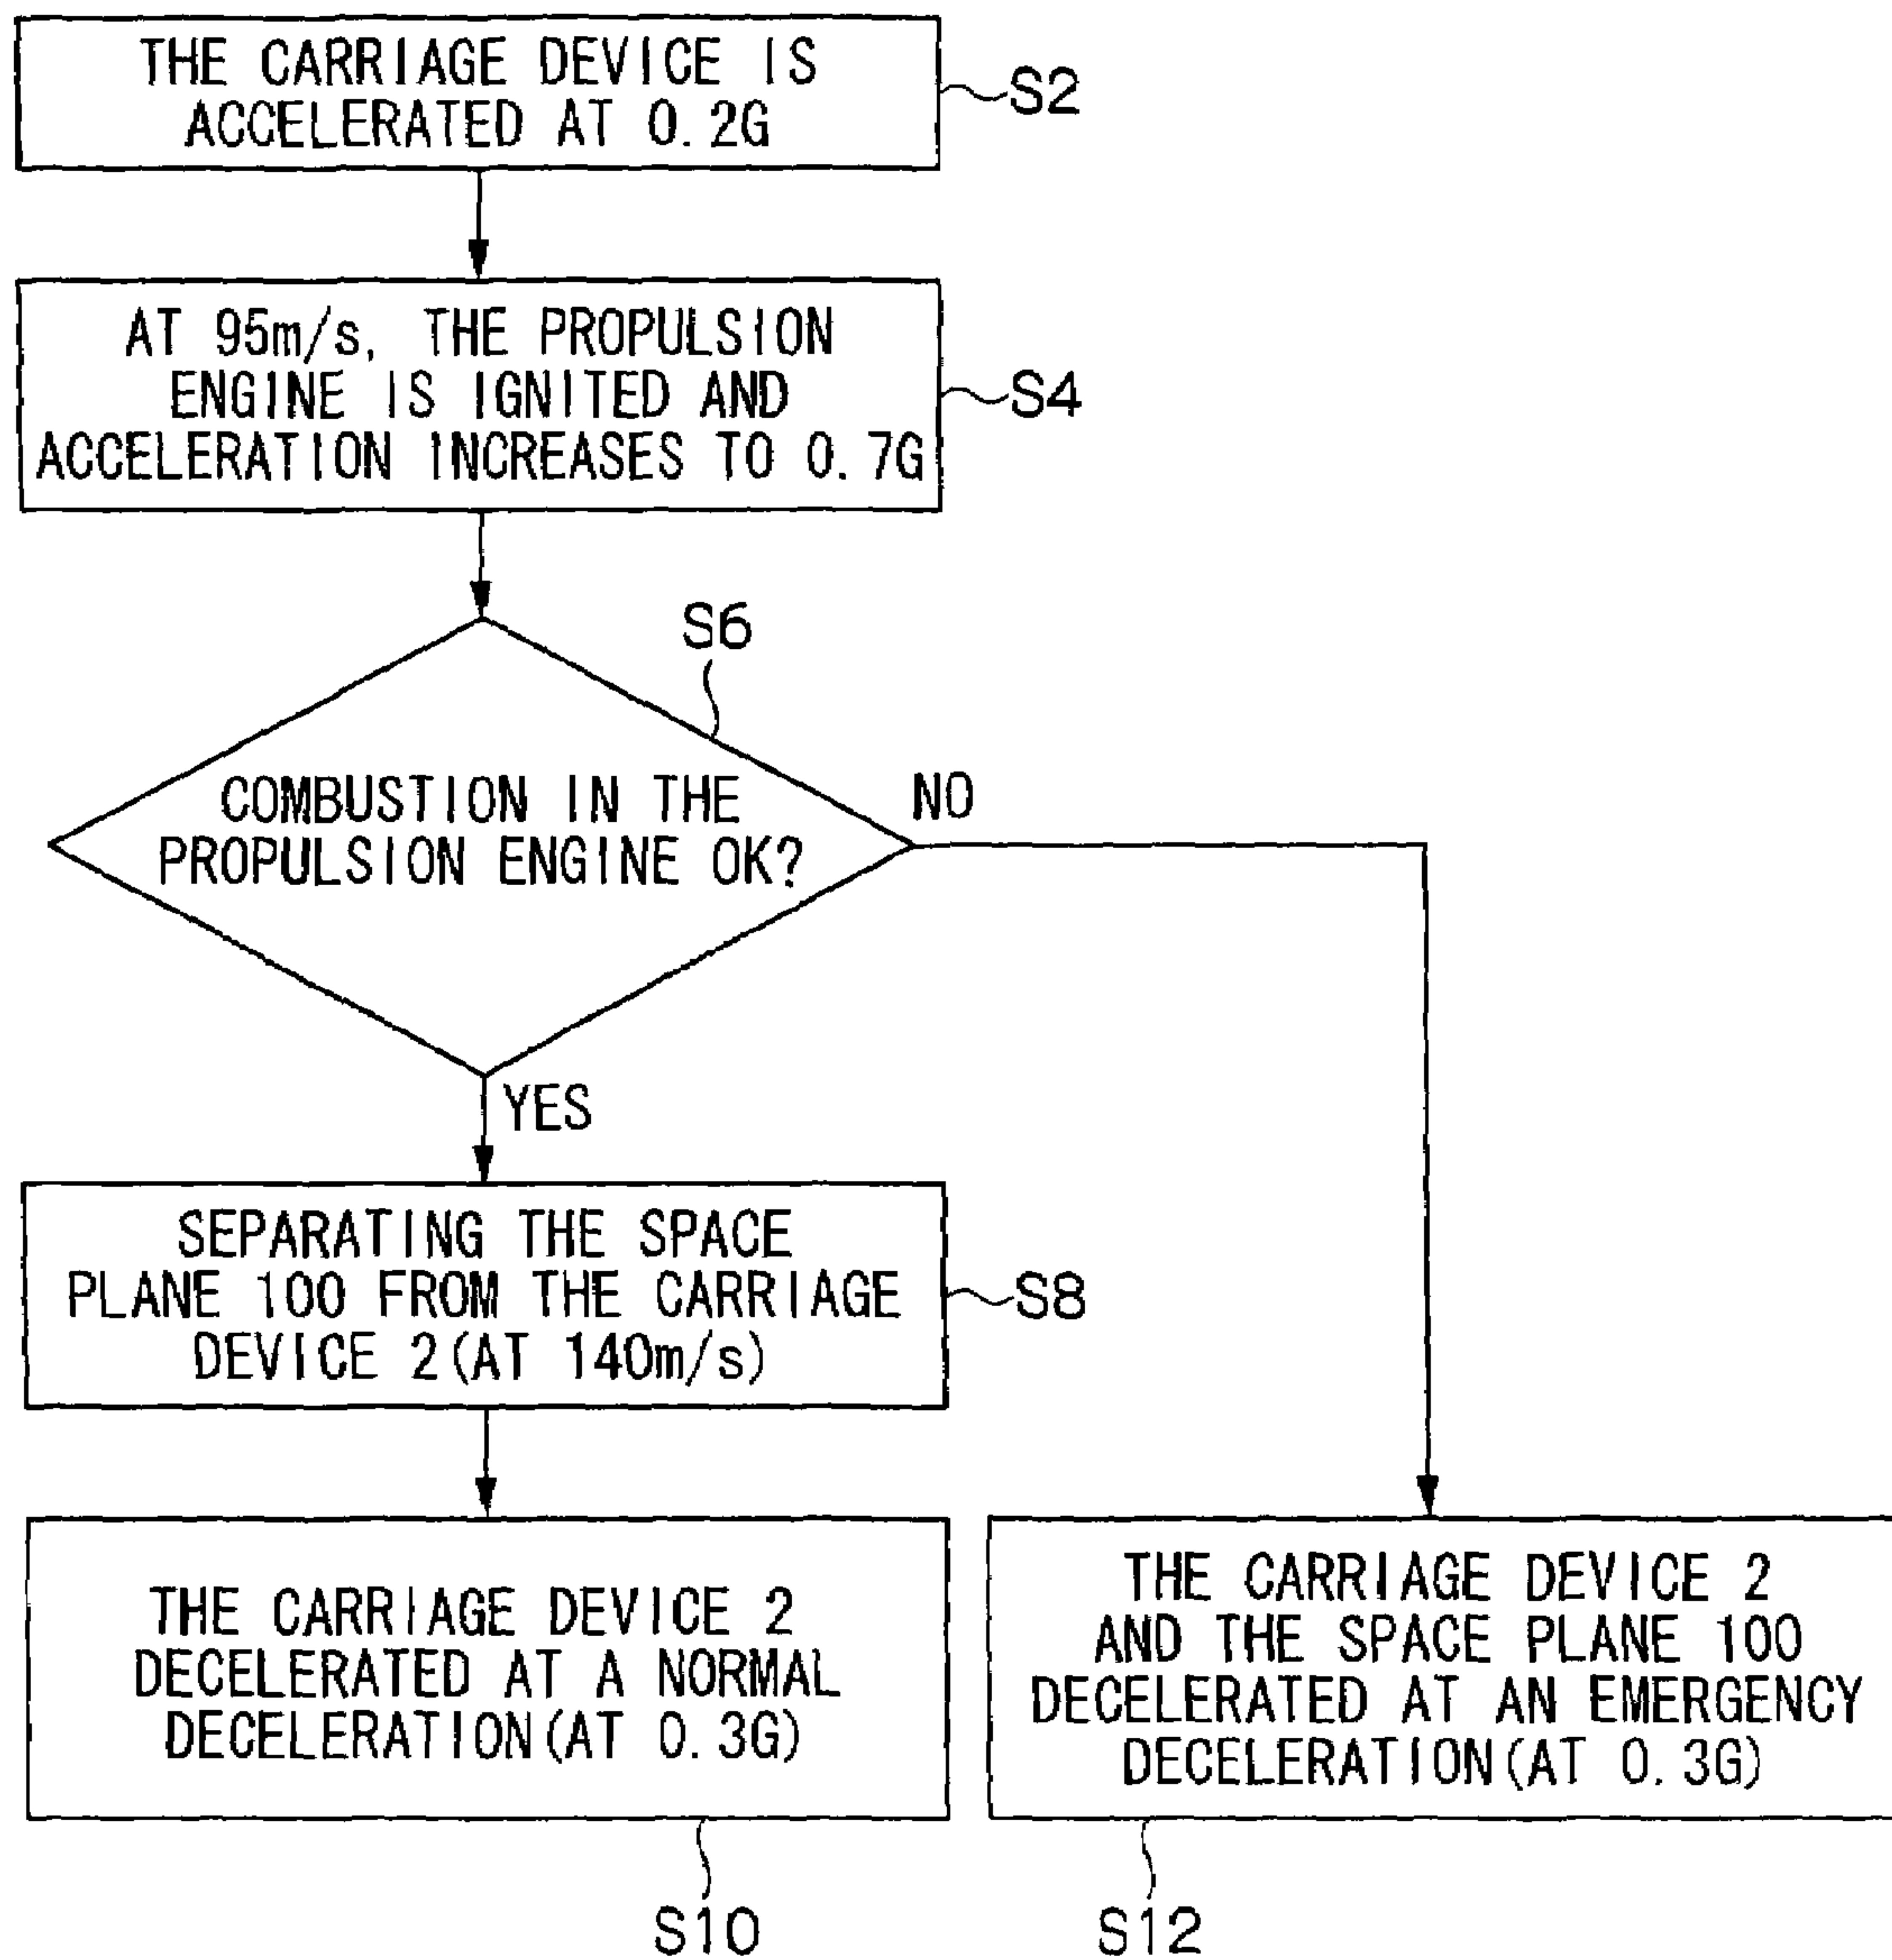 THE CARRIAGE DEVICE IS
ACCELERATED AT 0.2G
S2
AT 95m/s, THE PROPULSION
ENGINE IS IGNITED AND
ACCELERATION INCREASES TO 0.7G
S4
S6
COMBUSTION IN THE
PROPULSION ENGINE OK?
NO
YES
SEPARATING THE SPACE
PLANE 100 FROM THE CARRIAGE
DEVICE 2(AT 140m/s)
S8
THE CARRIAGE DEVICE 2
DECELERATED AT A NORMAL
DECELERATION(AT 0.3G)
S10
THE CARRIAGE DEVICE 2
AND THE SPACE PLANE 100
DECELERATED AT AN EMERGENCY
DECELERATION(AT 0.3G)
S12